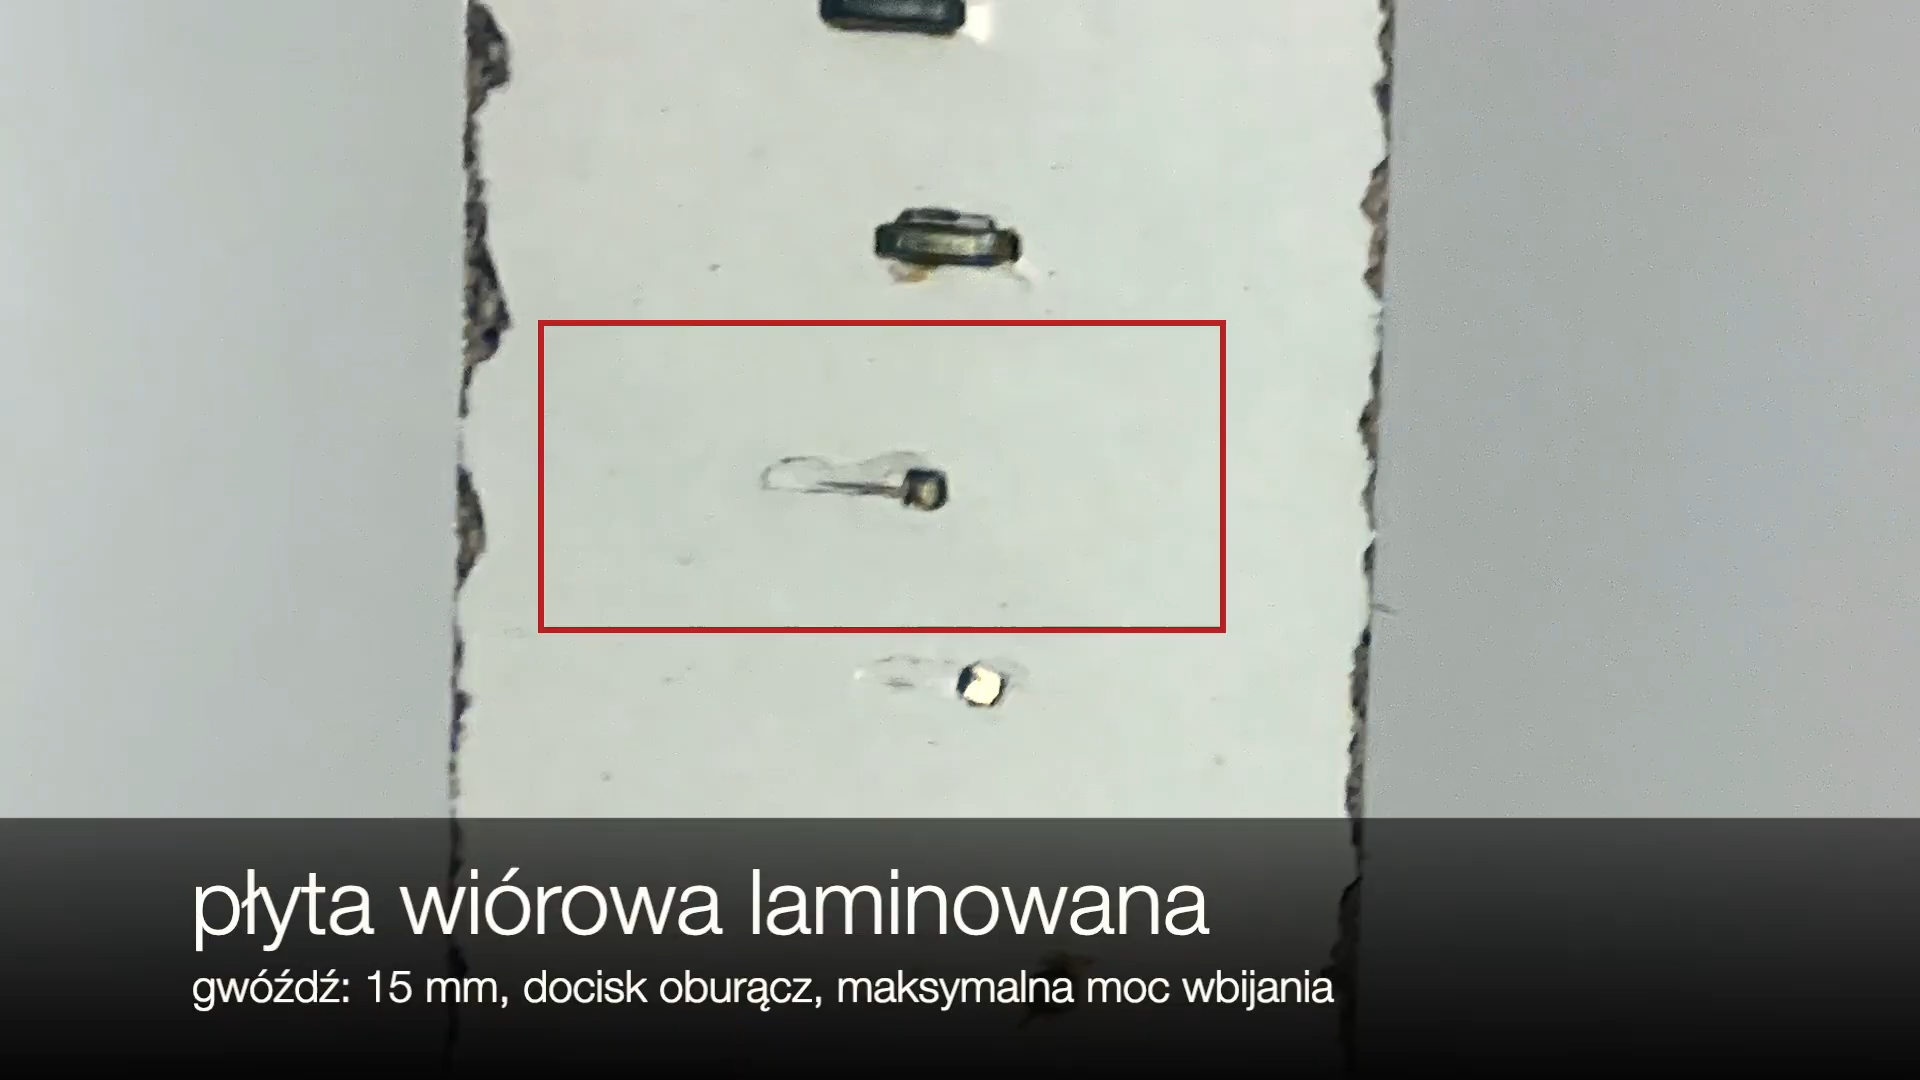 płyta wiórowa laminowana
gwóźdź: 15 mm, docisk oburącz, maksymalna moc wbijania